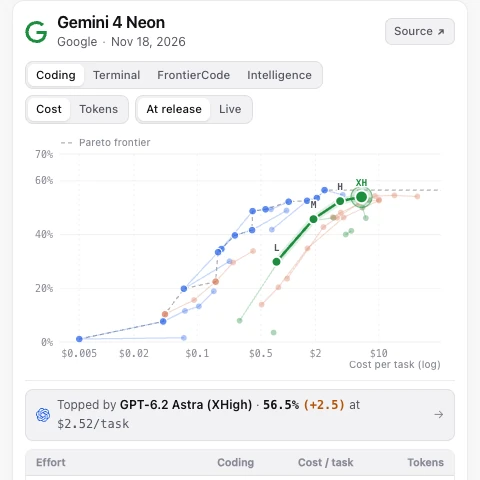 Gemini 4 Neon
Google · Nov 18, 2026
Source ↗
Coding Terminal FrontierCode Intelligence
Cost Tokens At release Live
Pareto frontier
70%
60%
40%
20%
0%
L
M
H
XH
$0.005 $0.02 $0.1 $0.5 $2 $10
Cost per task (log)
Topped by GPT-6.2 Astra (XHigh) · 56.5% (+2.5) at
$2.52/task →
Effort Coding Cost / task Tokens